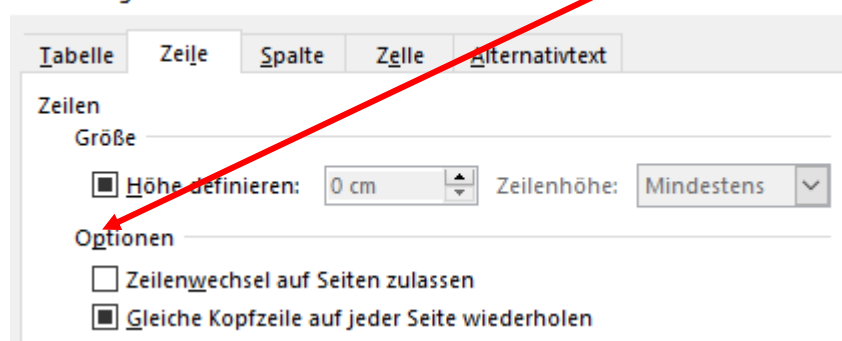 Tabelle Zeile Spalte Zelle Alternativtext
Zeilen
Größe
Höhe definieren: 0 cm Zeilenhöhe: Mindestens
Optionen
Zeilenwechsel auf Seiten zulassen
Gleiche Kopfzeile auf jeder Seite wiederholen